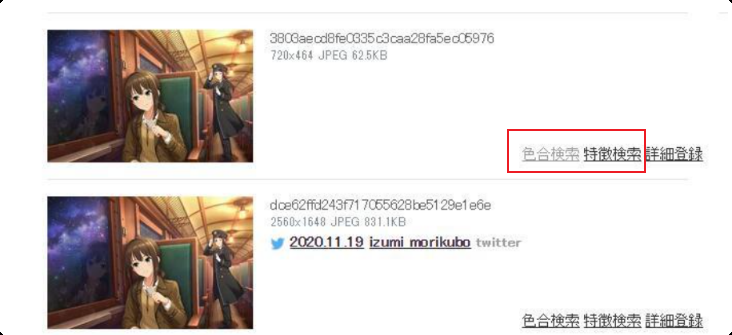 3803aecd8fe0335c3caa28fa5ec05976
720x464 JPEG 62.5KB
色合検索 特徴検索 詳細登録
dce62ffd243f717055628be5129e1e6e
2560x1648 JPEG 831.1KB
2020.11.19 izumi morikubo twitter
色合検索 特徴検索 詳細登録